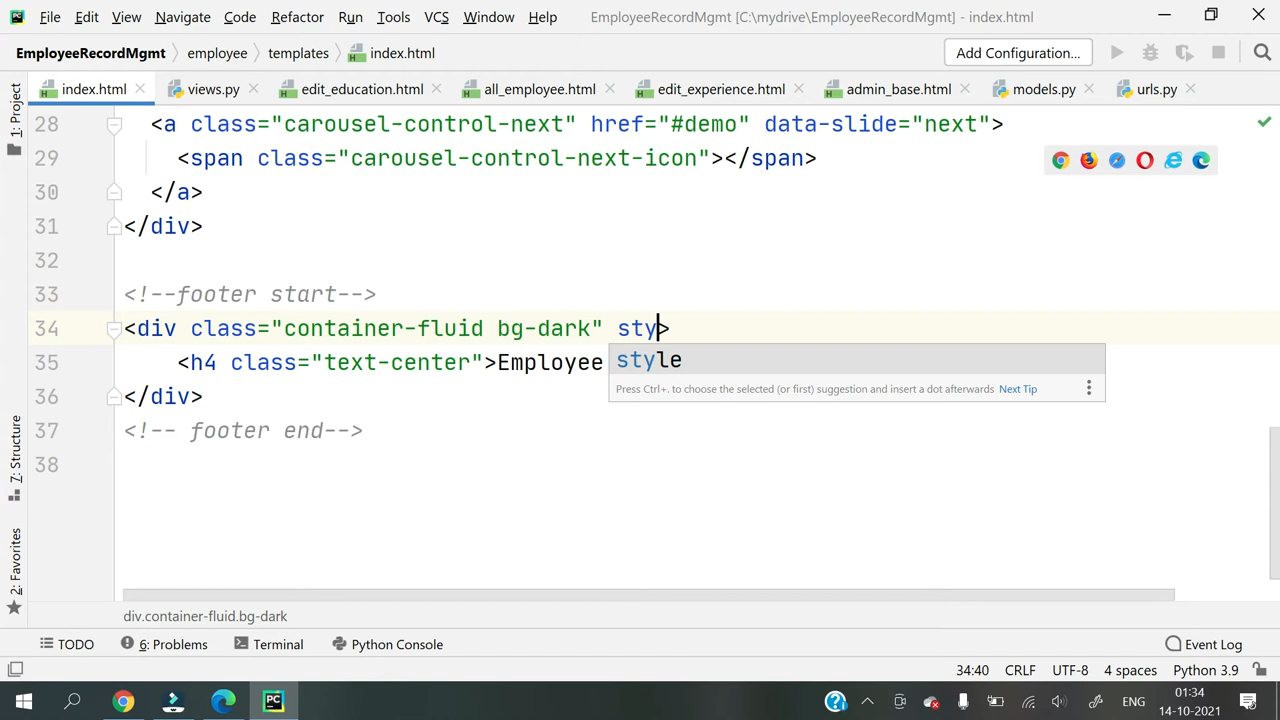 File Edit View Navigate Code Refactor Run Tools VCS Window Help EmployeeRecordMgmt [C:\mydrive\EmployeeRecordMgmt] - index.html
EmployeeRecordMgmt employee templates index.html Add Configuration...
index.html views.py edit_education.html all_employee.html edit_experience.html admin_base.html models.py urls.py
1: Project
28 <a class="carousel-control-next" href="#demo" data-slide="next">
29 <span class="carousel-control-next-icon"></span>
30 </a>
31 </div>
32
33 <!--footer start-->
34 <div class="container-fluid bg-dark" sty>
35 <h4 class="text-center">Employee
style
Press Ctrl+. to choose the selected (or first) suggestion and insert a dot afterwards Next Tip
36 </div>
37 <!-- footer end-->
38
7: Structure
2: Favorites
div.container-fluid.bg-dark
TODO 6: Problems Terminal Python Console Event Log
34:40 CRLF UTF-8 4 spaces Python 3.9
PC ENG 01:34
14-10-2021